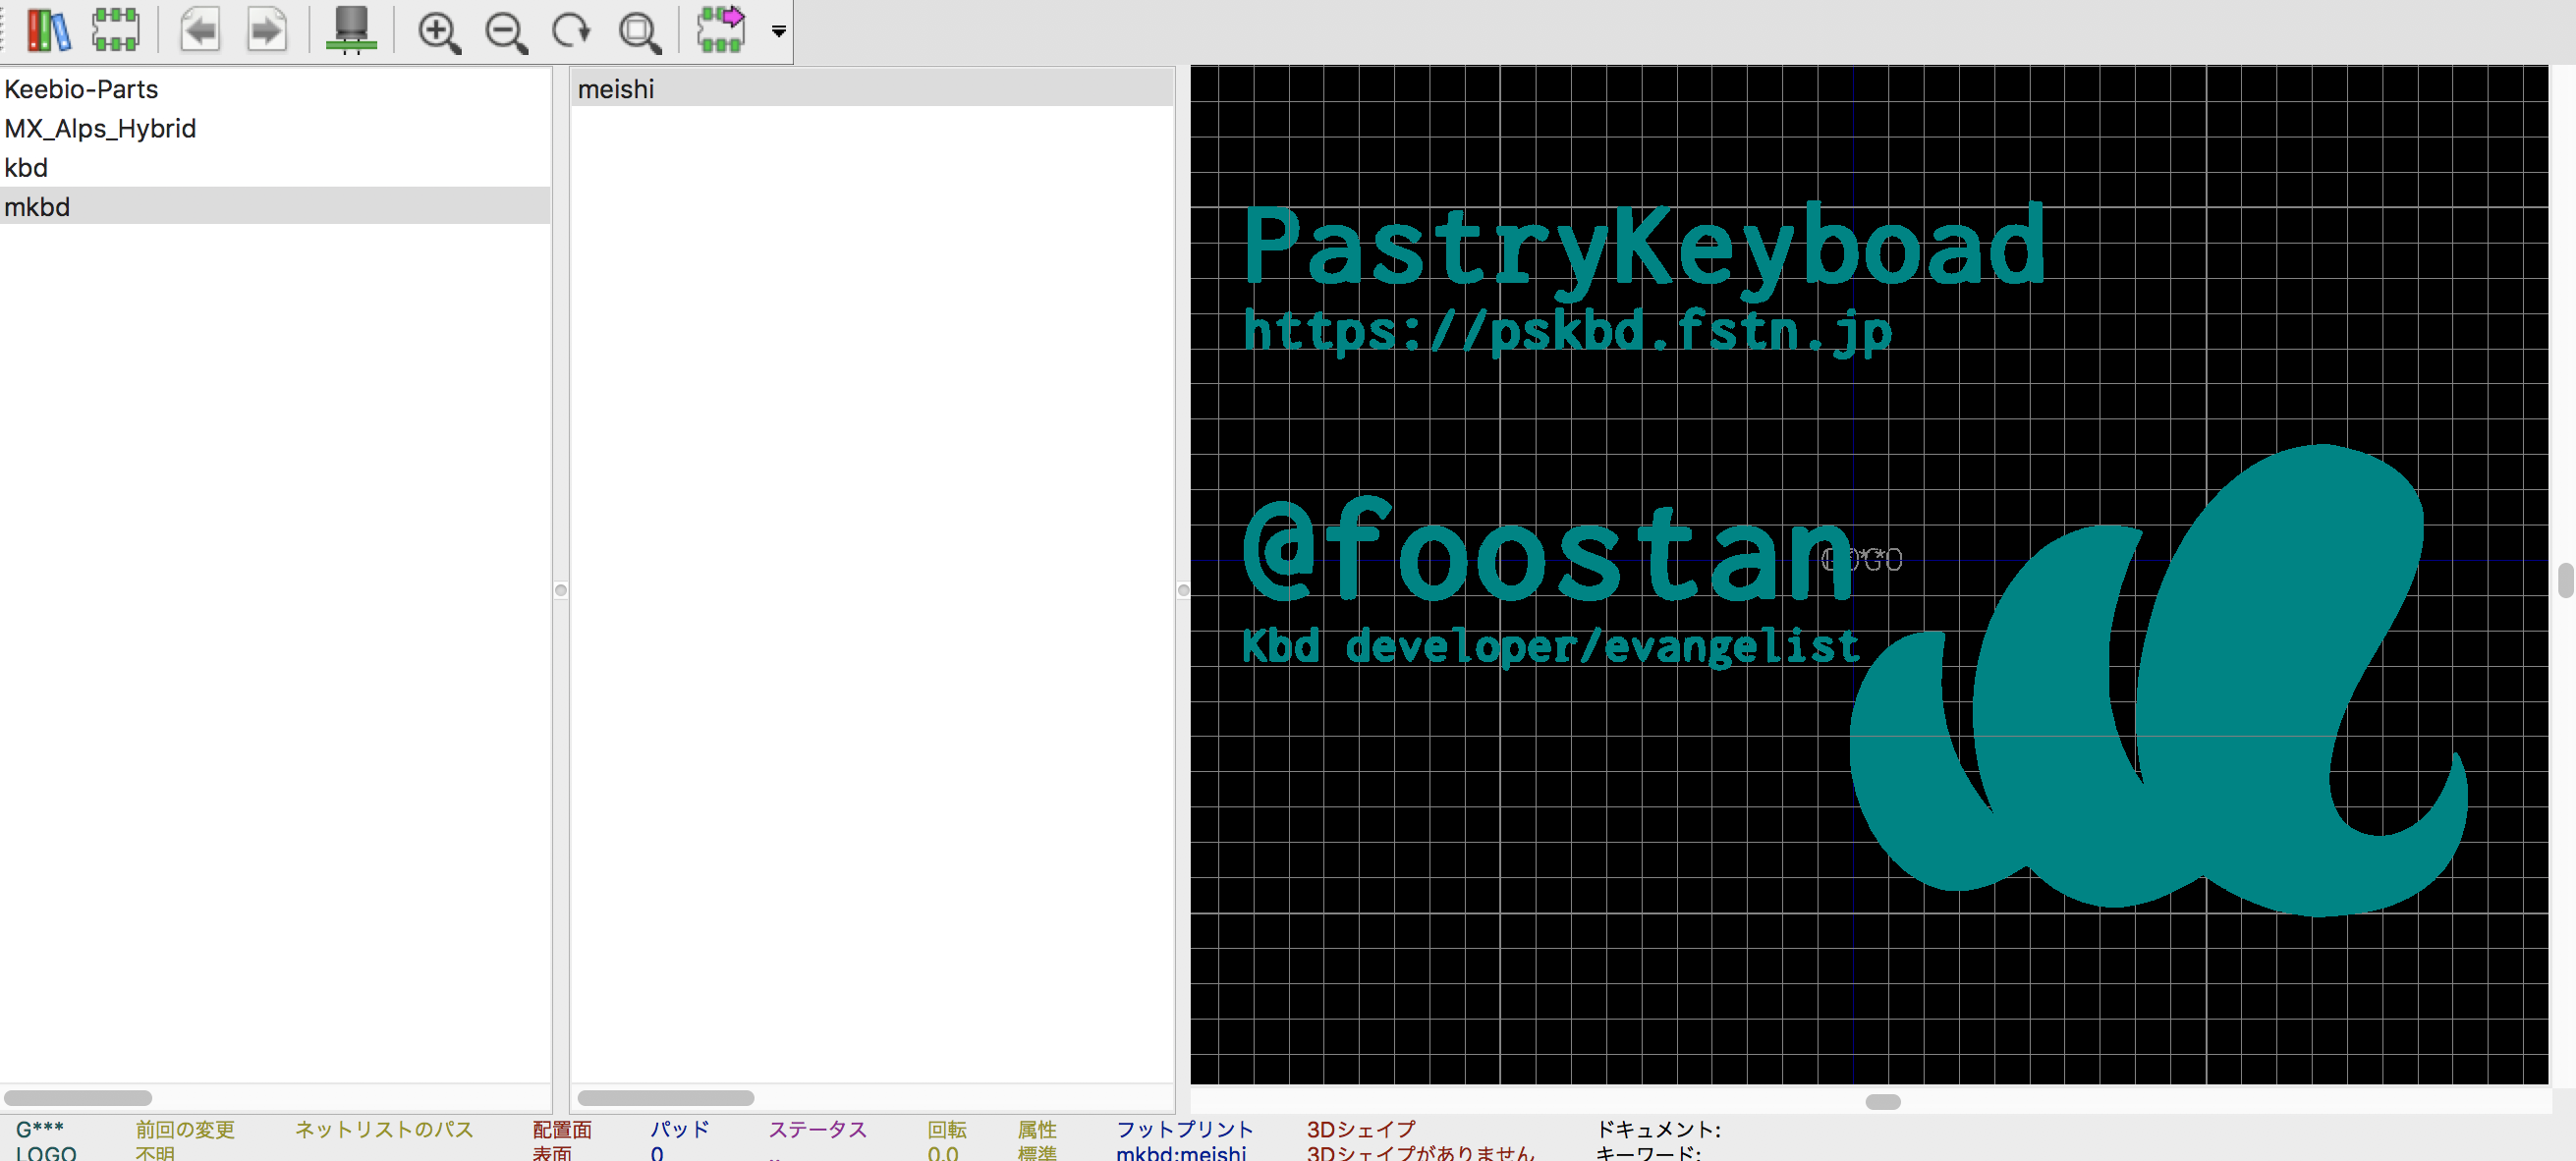 Keebio-Parts
MX_Alps_Hybrid
kbd
mkbd
meishi
PastryKeyboad
https://pskbd.fstn.jp
@foostan
LOGO
Kbd developer/evangelist
G*** 前回の変更 ネットリストのパス 配置面 パッド ステータス 回転 属性 フットプリント 3Dシェイプ ドキュメント:
LOGO 不明 表面 0 .. 0.0 標準 mkbd:meishi 3Dシェイプがありません キーワード: